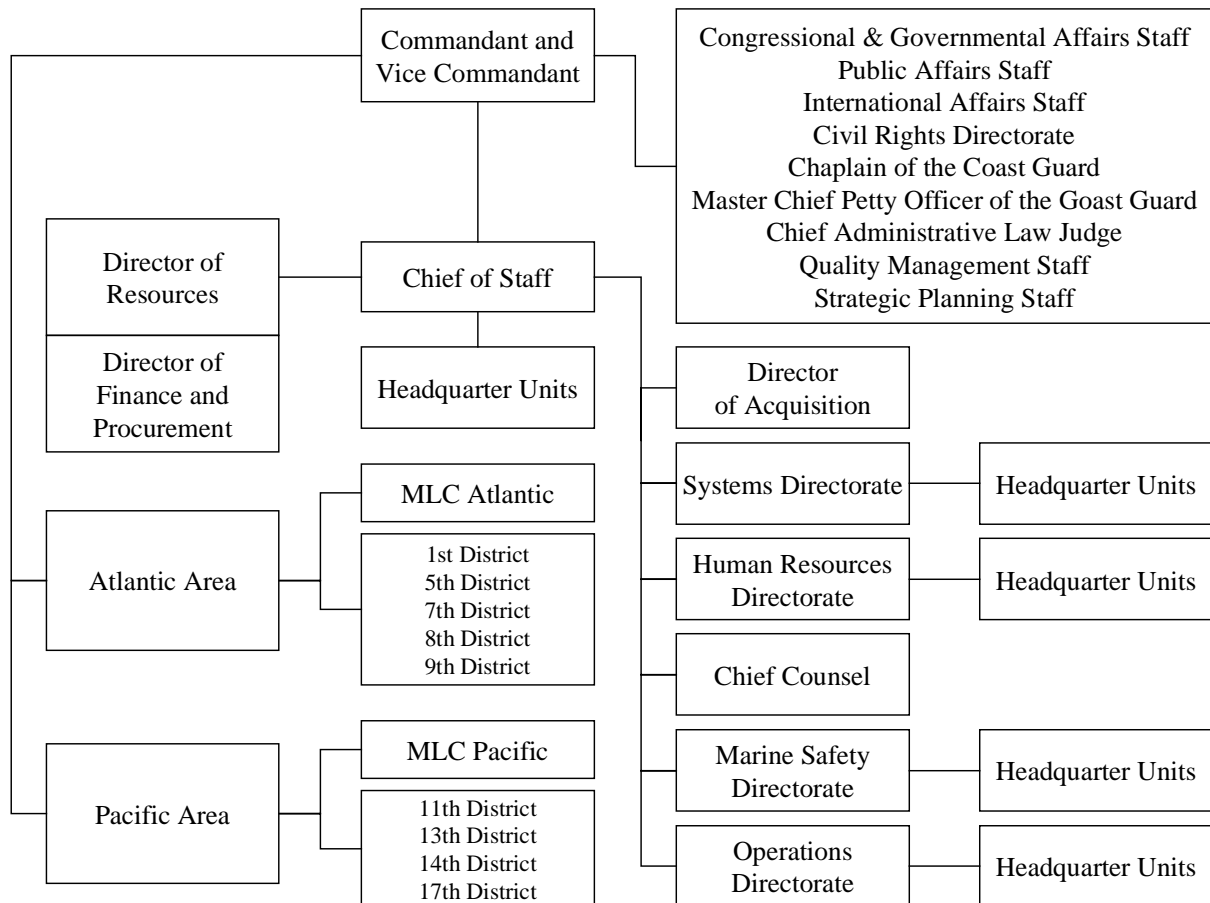 Commandant and
Vice Commandant
Congressional & Governmental Affairs Staff
Public Affairs Staff
International Affairs Staff
Civil Rights Directorate
Chaplain of the Coast Guard
Master Chief Petty Officer of the Goast Guard
Chief Administrative Law Judge
Quality Management Staff
Strategic Planning Staff
Director of
Resources
Chief of Staff
Director of
Finance and
Procurement
Headquarter Units
Director
of Acquisition
MLC Atlantic
Systems Directorate
Headquarter Units
Atlantic Area
1st District
5th District
7th District
8th District
9th District
Human Resources
Directorate
Headquarter Units
Chief Counsel
MLC Pacific
Marine Safety
Directorate
Headquarter Units
Pacific Area
11th District
13th District
14th District
17th District
Operations
Directorate
Headquarter Units